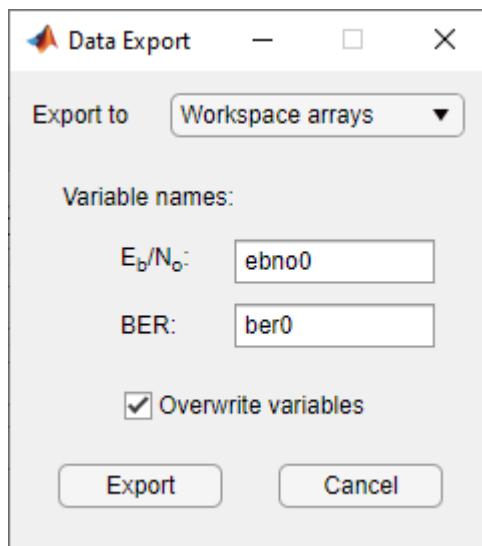 Data Export
Export to Workspace arrays
Variable names:
Eb/No: ebno0
BER: ber0
Overwrite variables
Export Cancel